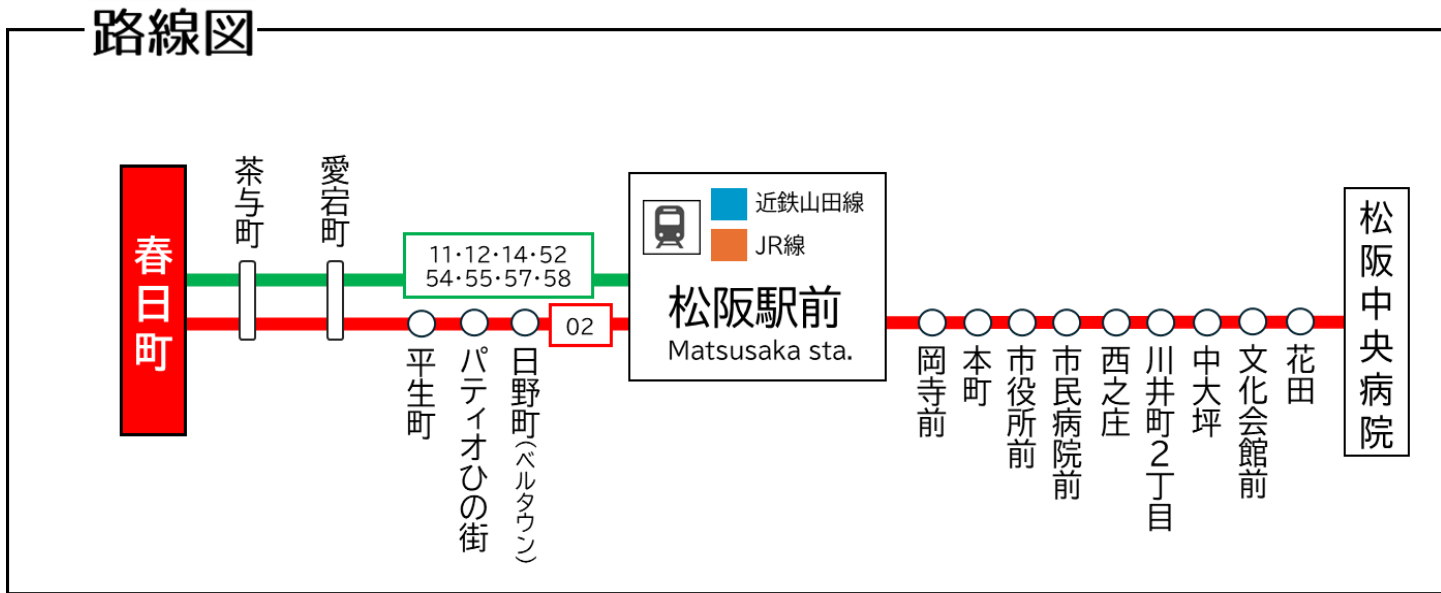 路線図
春日町
茶与町
愛宕町
11・12・14・52
54・55・57・58
02
平生町
パティオひの街
日野町(ベルタウン)
近鉄山田線
JR線
松阪駅前
Matsusaka sta.
岡寺前
本町
市役所前
市民病院前
西之庄
川井町2丁目
中大坪
文化会館前
花田
松阪中央病院